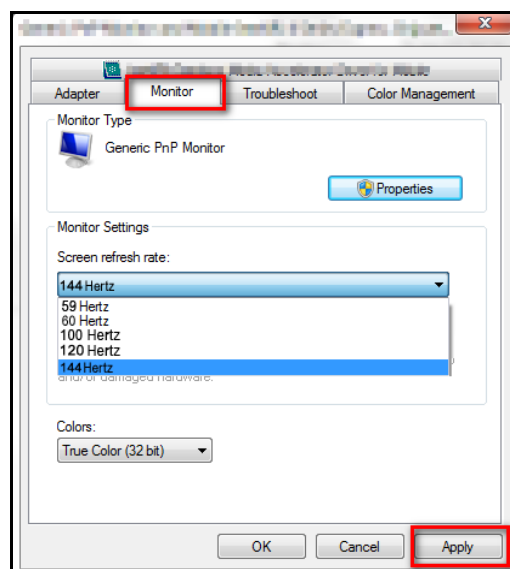 Adapter
Monitor
Troubleshoot
Color Management
Monitor Type
Generic PnP Monitor
Properties
Monitor Settings
Screen refresh rate:
144 Hertz
59 Hertz
60 Hertz
100 Hertz
120 Hertz
144 Hertz
and/or damaged hardware.
Colors:
True Color (32 bit)
OK
Cancel
Apply